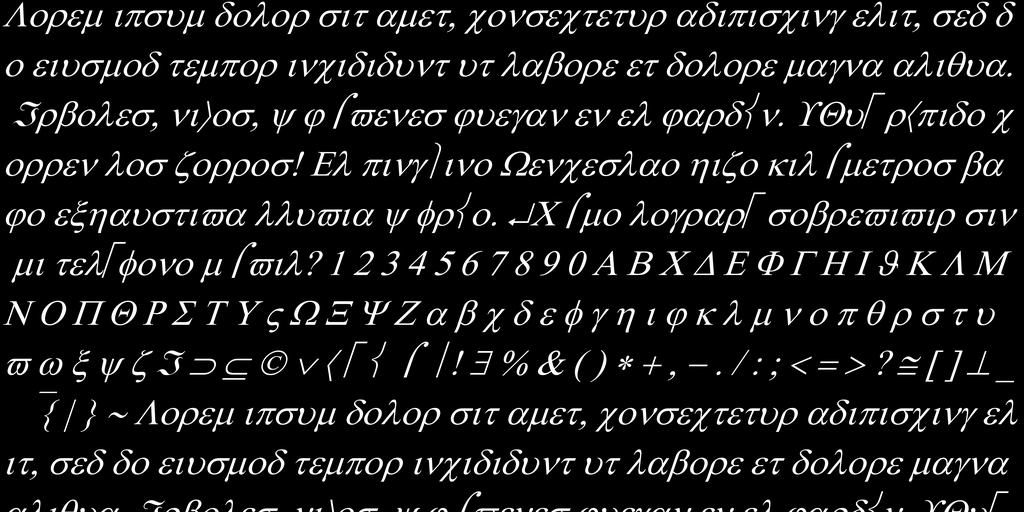 Λορεμ ιπσυμ δολορ σιτ αμετ, χονσεχτετυρ αδιπισχινγ ελιτ, σεδ δ
ο ειυσμοδ τεμπορ ινχιδιδυντ υτ λαβορε ετ δολορε μαγνα αλιθυα.
ℑρβολεσ, νι〉οσ, ψ φ⌠ϖενεσ ϕυεγαν εν ελ ϕαρδ⎨ν. ϒΘυ⎡ ρ〈πιδο χ
ορρεν λοσ ζορροσ! Ελ πινγ⎞ινο Ωενχεσλαο ηιζο κιλ⌠μετροσ βα
ϕο εξηαυστιϖα λλυϖια ψ φρ⎨ο. ↵Χ⌠μο λογραρ⎡ σοβρεϖιϖιρ σιν
μι τελ⎡φονο μ⌠ϖιλ? 1 2 3 4 5 6 7 8 9 0 Α Β Χ Δ Ε Φ Γ Η Ι ϑ Κ Λ Μ
Ν Ο Π Θ Ρ Σ Τ Υ ς Ω Ξ Ψ Ζ α β χ δ ε φ γ η ι ϕ κ λ μ ν ο π θ ρ σ τ υ
ϖ ω ξ ψ ζ ℑ ⊃ ⊆ © ∨ 〈 ⎡ ⎨ ⌠ ⎜ ! ∃ % & ( ) ∗ + , − . / : ; < = > ? ≅ [ ] ⊥ _
‾ { | } ∼ Λορεμ ιπσυμ δολορ σιτ αμετ, χονσεχτετυρ αδιπισχινγ ελ
ιτ, σεδ δο ειυσμοδ τεμπορ ινχιδιδυντ υτ λαβορε ετ δολορε μαγνα